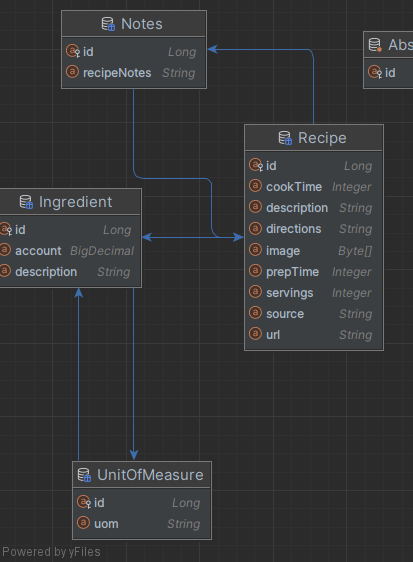 Notes
id Long
recipeNotes String
Abs
id
Recipe
id Long
cookTime Integer
description String
directions String
image Byte[]
prepTime Integer
servings Integer
source String
url String
Ingredient
id Long
account BigDecimal
description String
UnitOfMeasure
id Long
uom String
Powered by yFiles